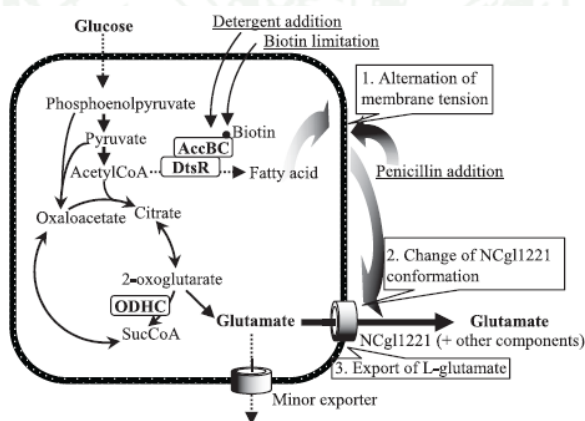 Detergent addition
Glucose
Biotin limitation
1. Alternation of
membrane tension
Phosphoenolpyruvate
Biotin
Pyruvate
AccBC
DtsR
AcetylCoA
Fatty acid
Penicillin addition
Oxaloacetate
Citrate
2. Change of NCgl1221
conformation
2-oxoglutarate
ODHC
Glutamate
Glutamate
SucCoA
NCgl1221 (+ other components)
3. Export of L-glutamate
Minor exporter